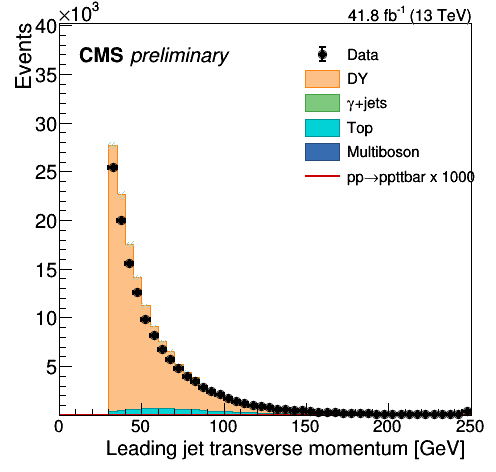 ×10³
41.8 fb⁻¹ (13 TeV)
Events
40
35
30
25
20
15
10
5
CMS preliminary
Data
DY
γ+jets
Top
Multiboson
pp→ppttbar x 1000
0 50 100 150 200 250
Leading jet transverse momentum [GeV]